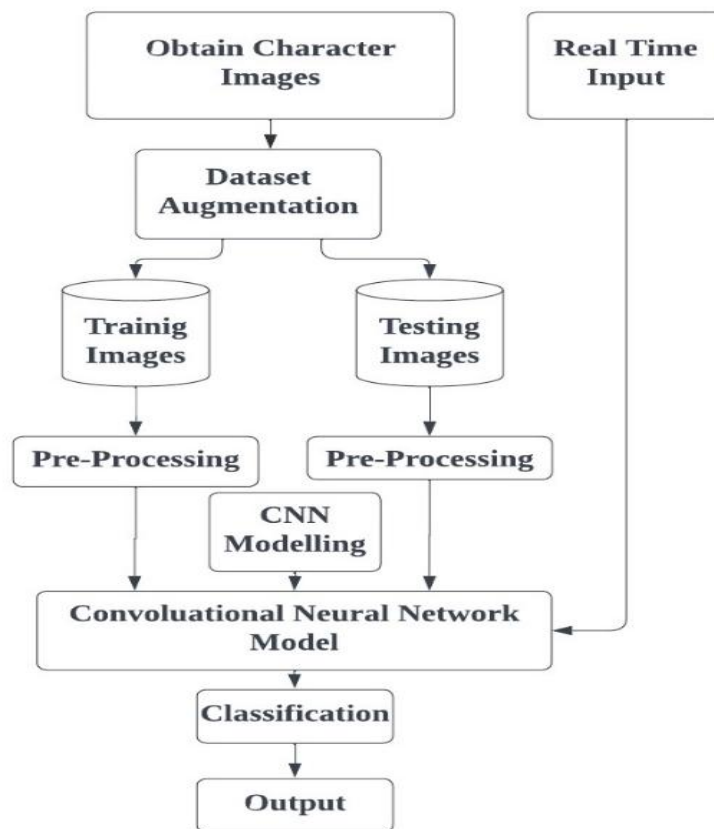 Obtain Character
Images
Real Time
Input
Dataset
Augmentation
Trainig
Images
Testing
Images
Pre-Processing
Pre-Processing
CNN
Modelling
Convoluational Neural Network
Model
Classification
Output